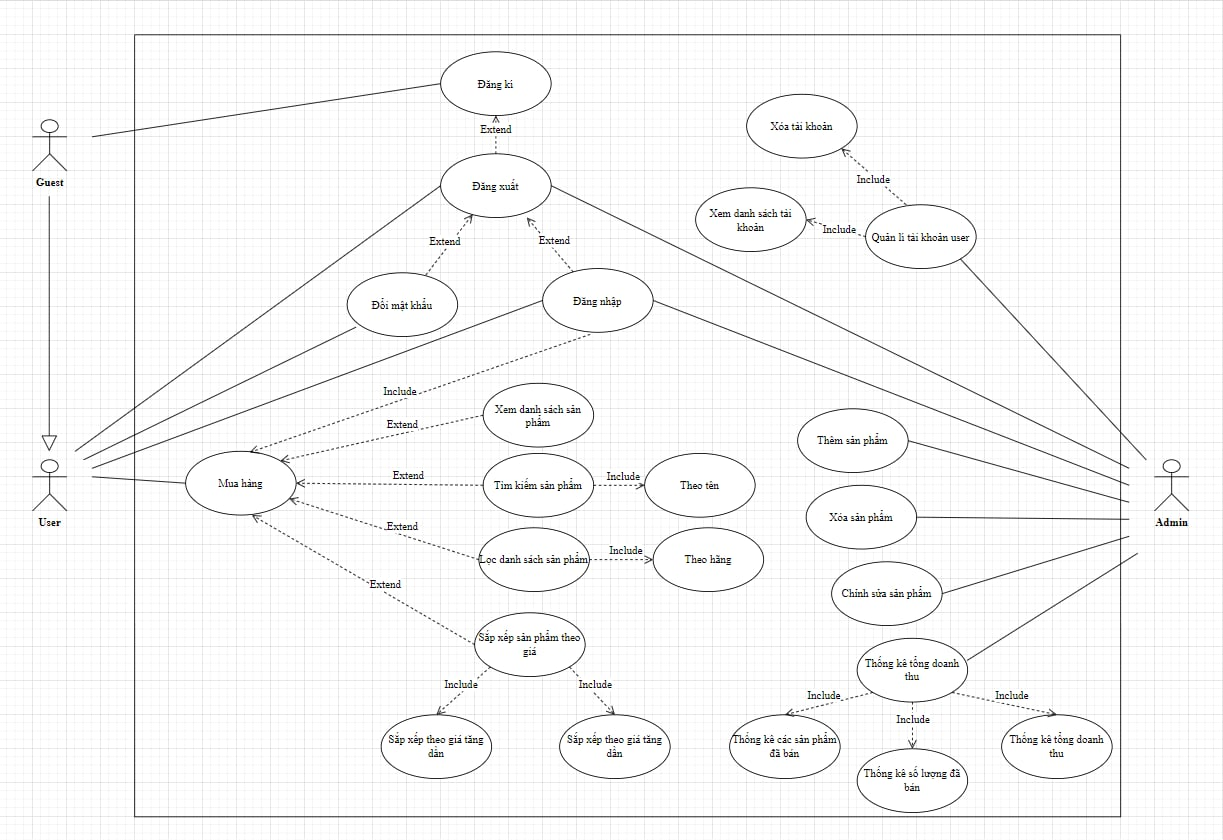 Đăng kí
Extend
Guest
Đăng xuất
Extend
Extend
Đổi mật khẩu
Đăng nhập
Xóa tài khoản
Include
Xem danh sách tài
khoản
Include
Quản lí tài khoản user
Include
Xem danh sách sản
phẩm
Extend
User
Mua hàng
Extend
Tìm kiếm sản phẩm
Include
Theo tên
Extend
Lọc danh sách sản phẩm
Include
Theo hãng
Extend
Sắp xếp sản phẩm theo
giá
Include
Include
Sắp xếp theo giá tăng
dần
Sắp xếp theo giá tăng
dần
Thêm sản phẩm
Xóa sản phẩm
Admin
Chỉnh sửa sản phẩm
Thống kê tổng doanh
thu
Include
Include
Include
Thống kê các sản phẩm
đã bán
Thống kê số lượng đã
bán
Thống kê tổng doanh
thu